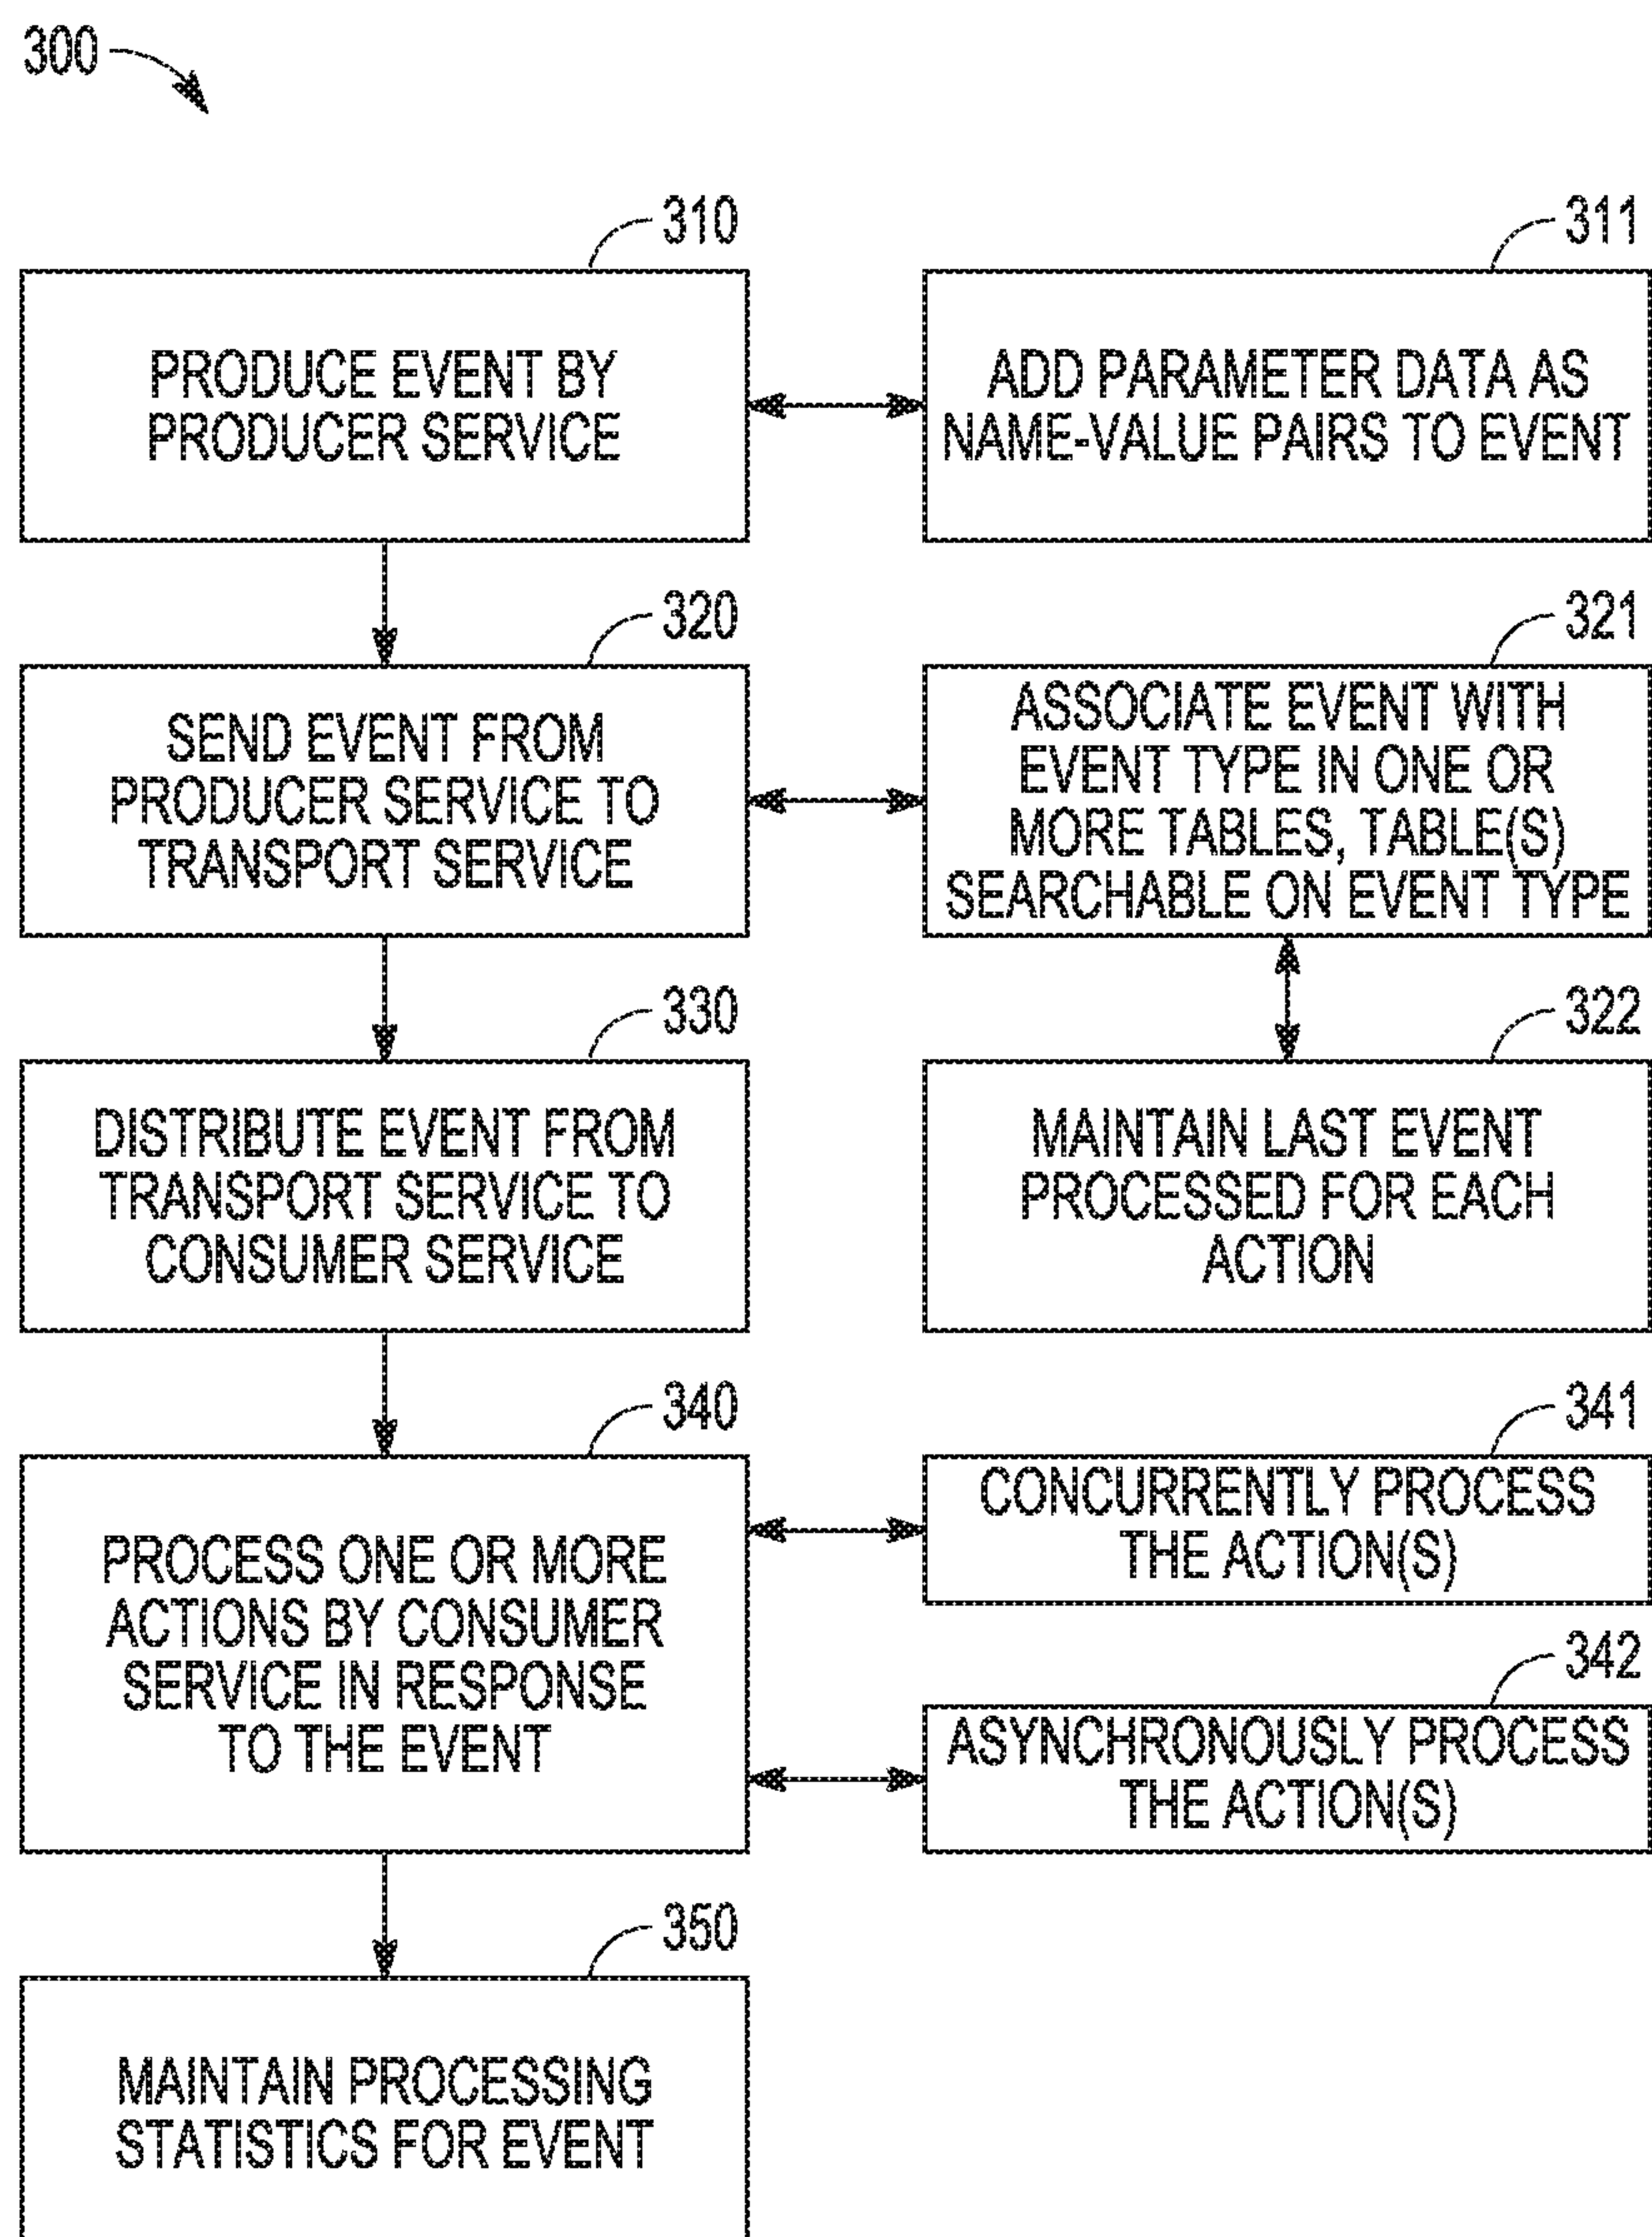 300
310
PRODUCE EVENT BY
PRODUCER SERVICE
311
ADD PARAMETER DATA AS
NAME-VALUE PAIRS TO EVENT
320
SEND EVENT FROM
PRODUCER SERVICE TO
TRANSPORT SERVICE
321
ASSOCIATE EVENT WITH
EVENT TYPE IN ONE OR
MORE TABLES, TABLE(S)
SEARCHABLE ON EVENT TYPE
330
DISTRIBUTE EVENT FROM
TRANSPORT SERVICE TO
CONSUMER SERVICE
322
MAINTAIN LAST EVENT
PROCESSED FOR EACH
ACTION
340
PROCESS ONE OR MORE
ACTIONS BY CONSUMER
SERVICE IN RESPONSE
TO THE EVENT
341
CONCURRENTLY PROCESS
THE ACTION(S)
342
ASYNCHRONOUSLY PROCESS
THE ACTION(S)
350
MAINTAIN PROCESSING
STATISTICS FOR EVENT